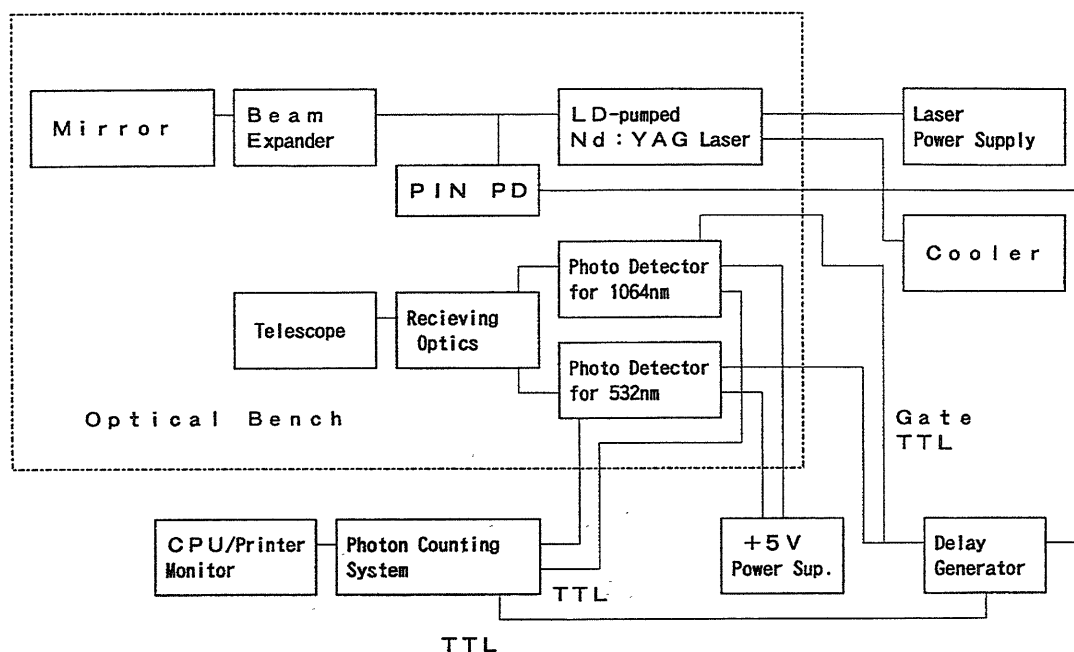 Mirror
Beam
Expander
LD-pumped
Nd:YAG Laser
Laser
Power Supply
PIN PD
Cooler
Photo Detector
for 1064nm
Telescope
Recieving
Optics
Photo Detector
for 532nm
Optical Bench
Gate
TTL
CPU/Printer
Monitor
Photon Counting
System
+5V
Power Sup.
Delay
Generator
TTL
TTL